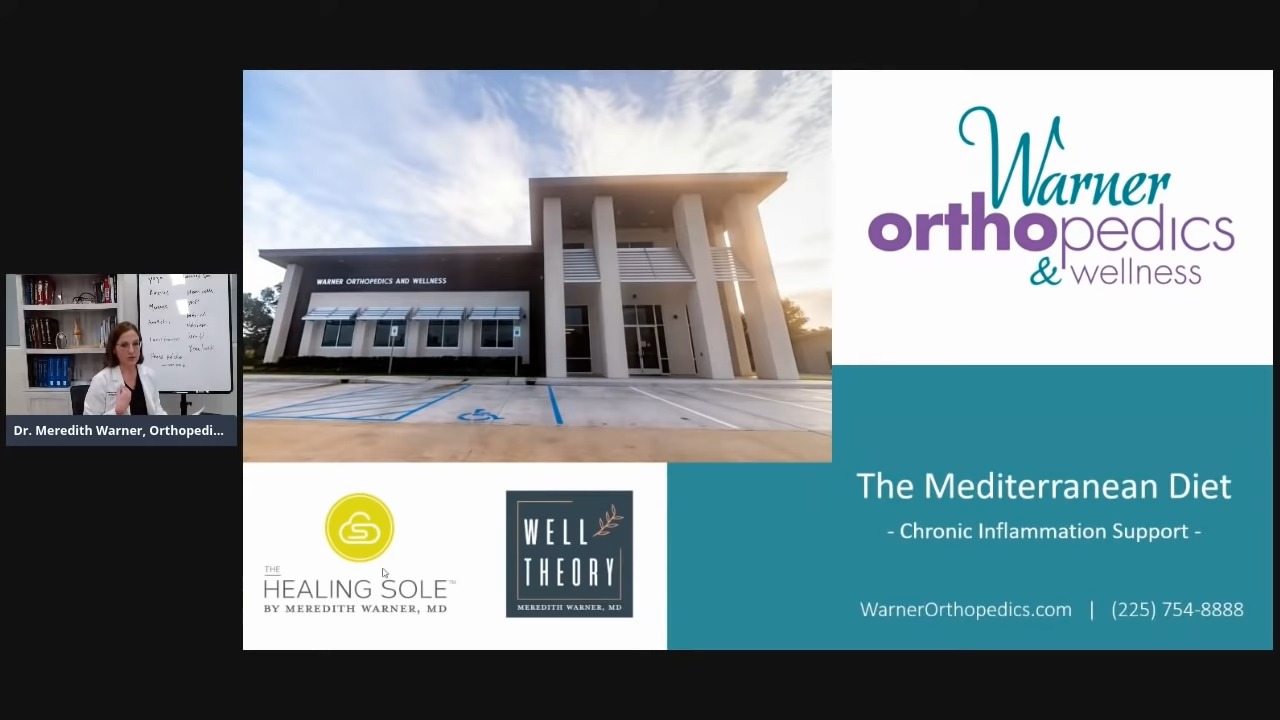 Dr. Meredith Warner, Orthopedi...
WARNER ORTHOPEDICS AND WELLNESS
Warner
orthopedics
& wellness
The Mediterranean Diet
- Chronic Inflammation Support -
WarnerOrthopedics.com | (225) 754-8888
THE
HEALING SOLE™
BY MEREDITH WARNER, MD
WELL
THEORY
MEREDITH WARNER, MD